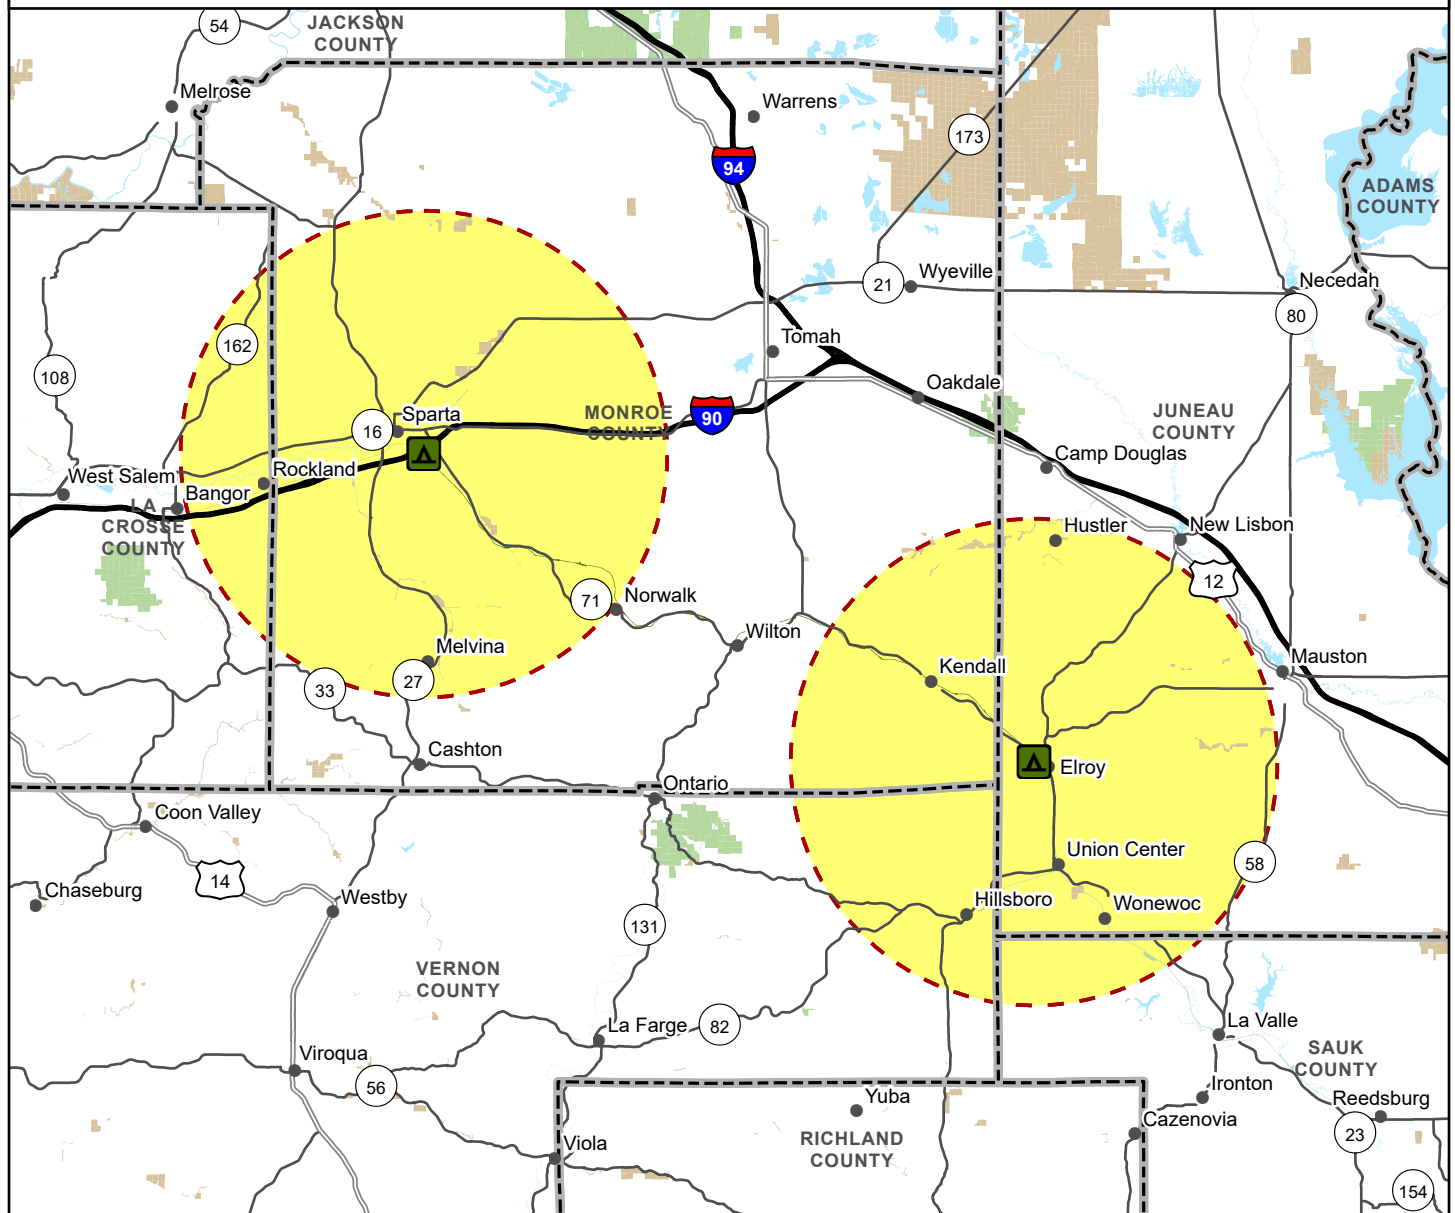 54
JACKSON
COUNTY
Melrose
Warrens
94
173
ADAMS
COUNTY
21
Wyeville
Necedah
80
162
108
Tomah
Oakdale
16
Sparta
MONROE
COUNTY
90
JUNEAU
COUNTY
Camp Douglas
West Salem
Rockland
Bangor
LA
CROSSE
COUNTY
Hustler
New Lisbon
12
71
Norwalk
Wilton
Melvina
Kendall
Mauston
33
27
Cashton
Elroy
Ontario
Coon Valley
Union Center
58
14
Chaseburg
Westby
Hillsboro
Wonewoc
131
VERNON
COUNTY
La Farge
82
La Valle
SAUK
COUNTY
Viroqua
56
Yuba
Ironton
Reedsburg
Cazenovia
23
Viola
RICHLAND
COUNTY
154